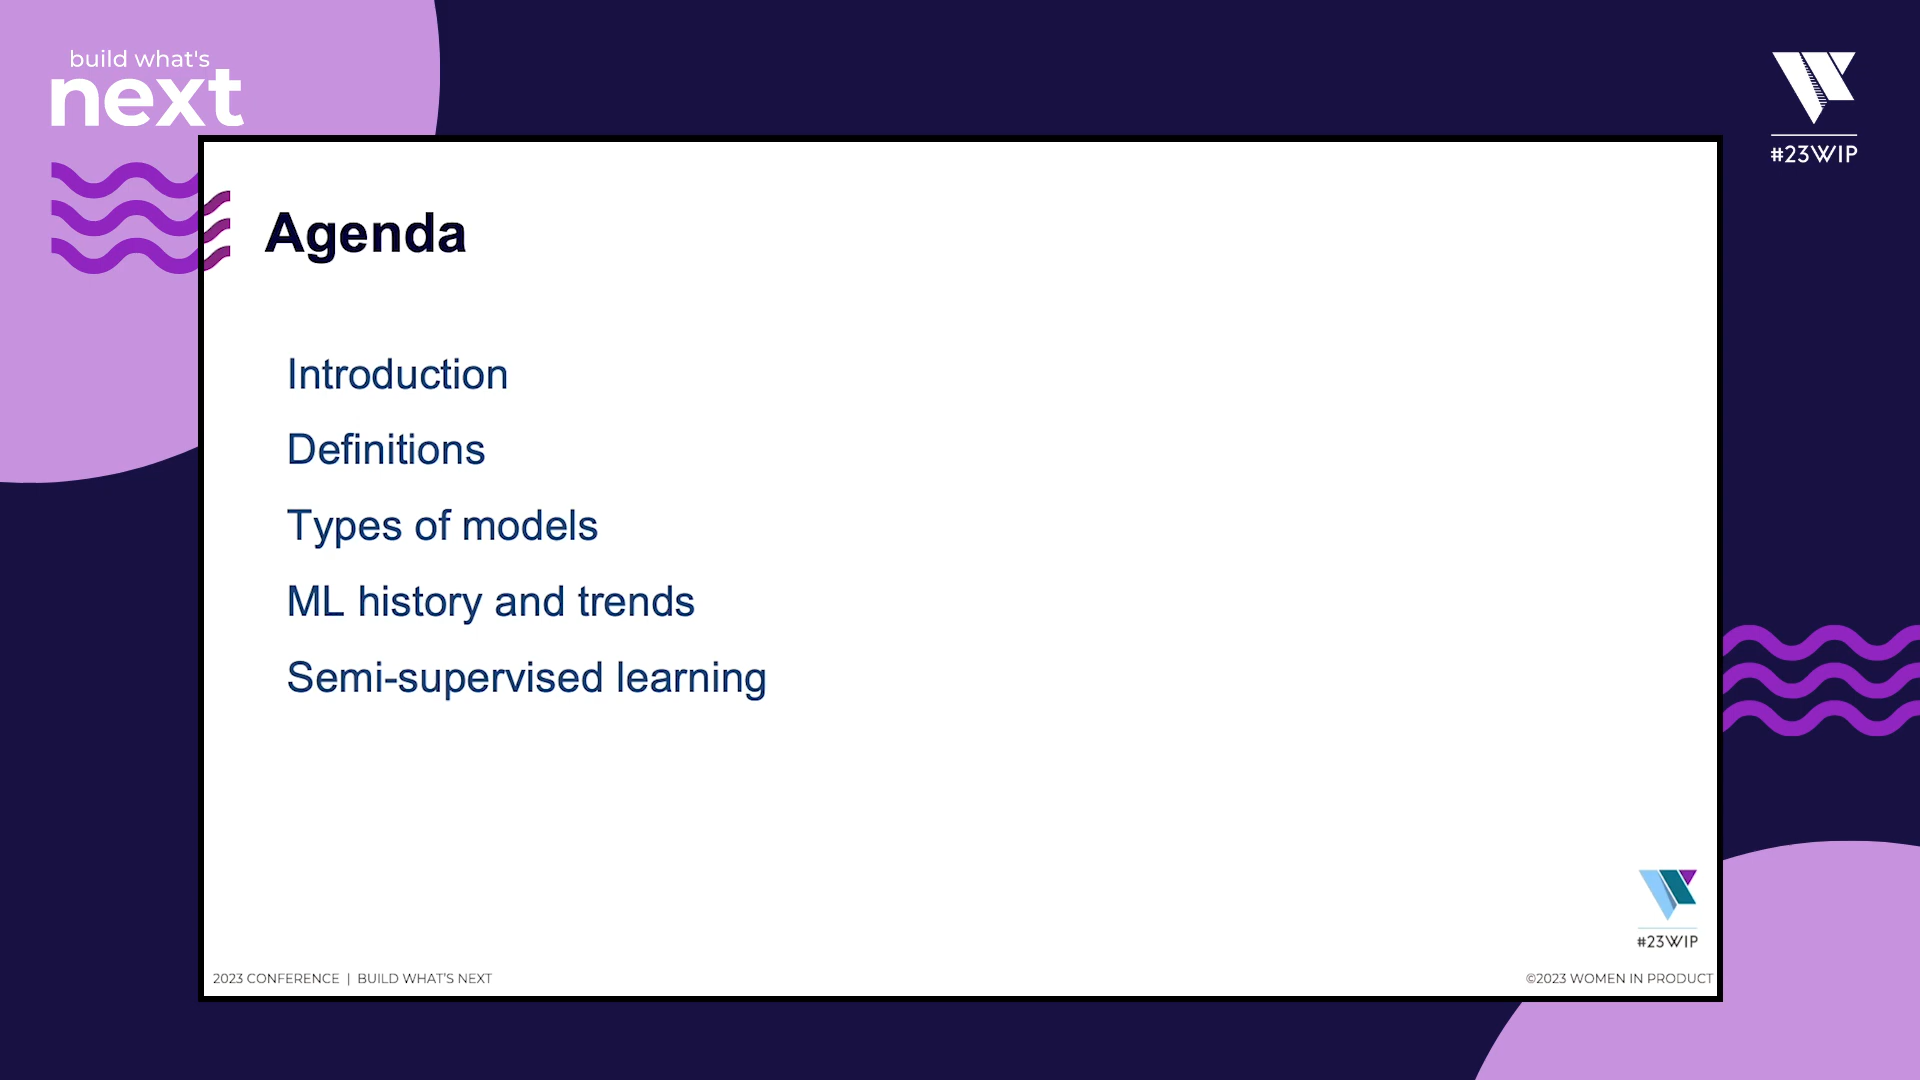 build what's
next
#23WIP
Agenda
Introduction
Definitions
Types of models
ML history and trends
Semi-supervised learning
#23WIP
2023 CONFERENCE | BUILD WHAT'S NEXT
©2023 WOMEN IN PRODUCT